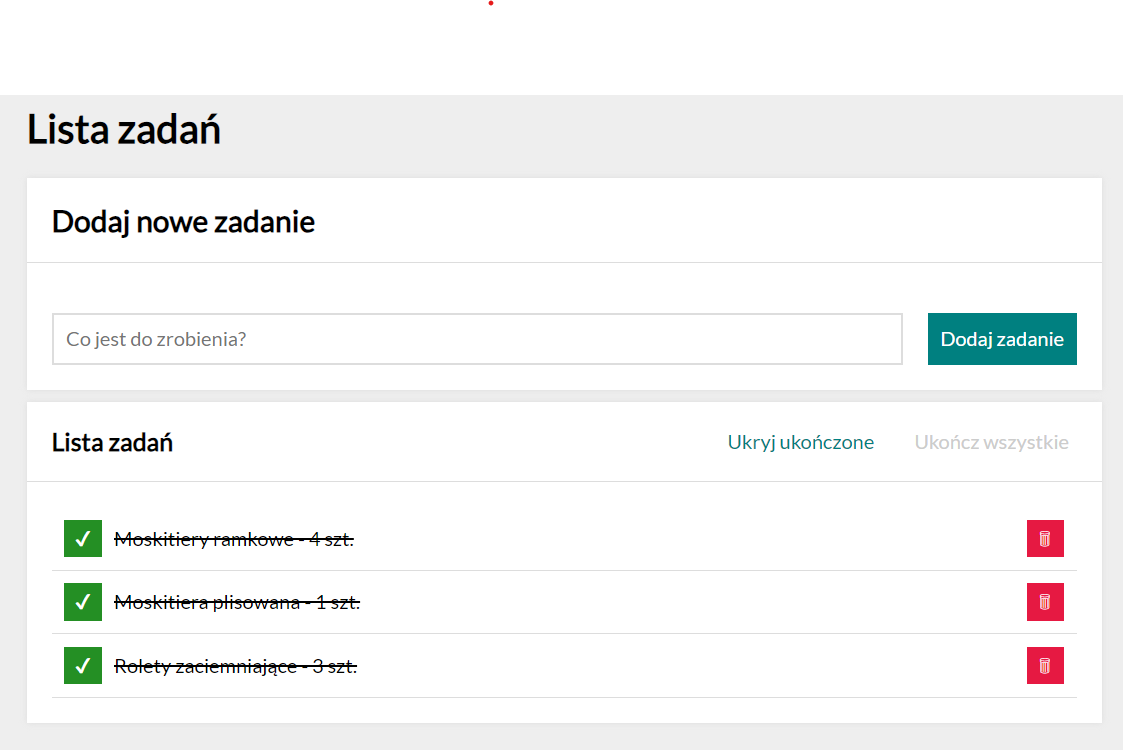 Lista zadań
Dodaj nowe zadanie
Co jest do zrobienia?
Dodaj zadanie
Lista zadań
Ukryj ukończone
Ukończ wszystkie
Moskitiery ramkowe - 4 szt.
Moskitiera plisowana - 1 szt.
Rolety zaciemniające - 3 szt.